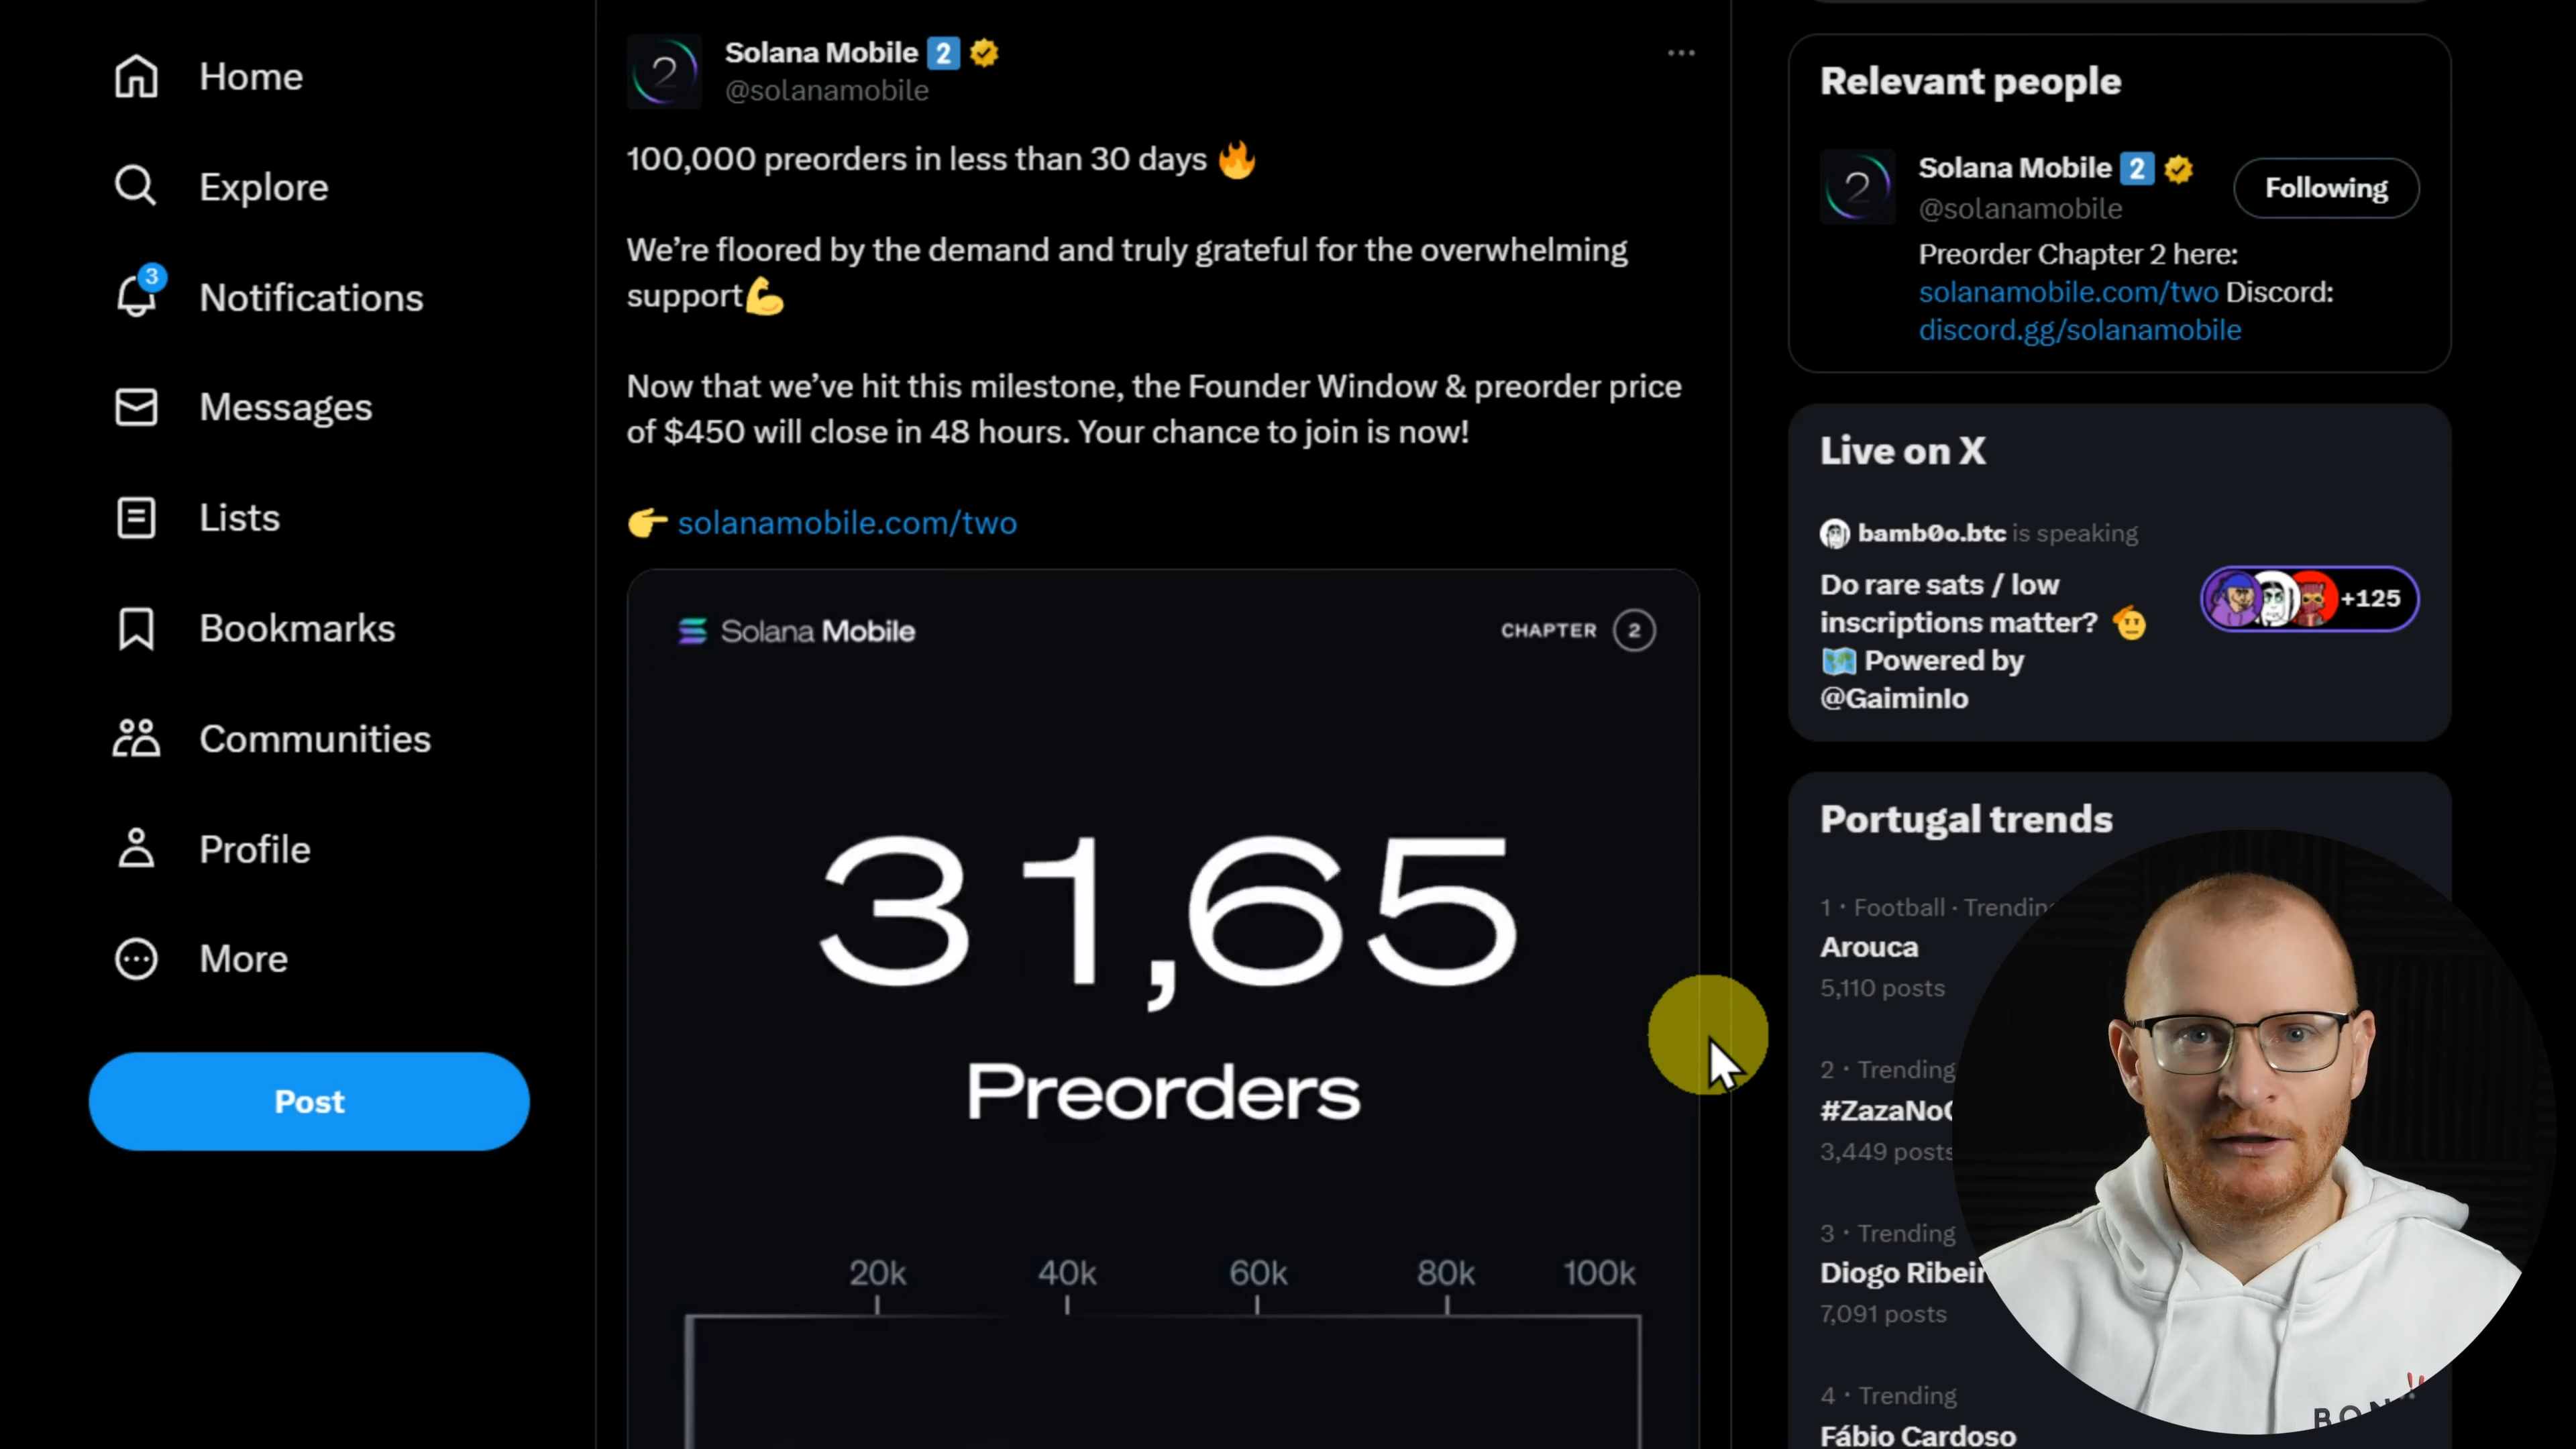 Home
Explore
3
Notifications
Messages
Lists
Bookmarks
Communities
Profile
More
Post
2 Solana Mobile 2
@solanamobile
100,000 preorders in less than 30 days 🔥
We’re floored by the demand and truly grateful for the overwhelming
support💪
Now that we’ve hit this milestone, the Founder Window & preorder price
of $450 will close in 48 hours. Your chance to join is now!
👉 solanamobile.com/two
Solana Mobile
CHAPTER 2
31,65
Preorders
20k 40k 60k 80k 100k
Relevant people
2 Solana Mobile 2
@solanamobile
Following
Preorder Chapter 2 here:
solanamobile.com/two Discord:
discord.gg/solanamobile
Live on X
bamb0o.btc is speaking
Do rare sats / low
inscriptions matter? 🫡
🗺️ Powered by
@GaiminIo
+125
Portugal trends
1 · Football · Trending
Arouca
5,110 posts
2 · Trending
3,449 posts
3 · Trending
Diogo Ribeir
7,091 posts
4 · Trending
Fábio Cardoso